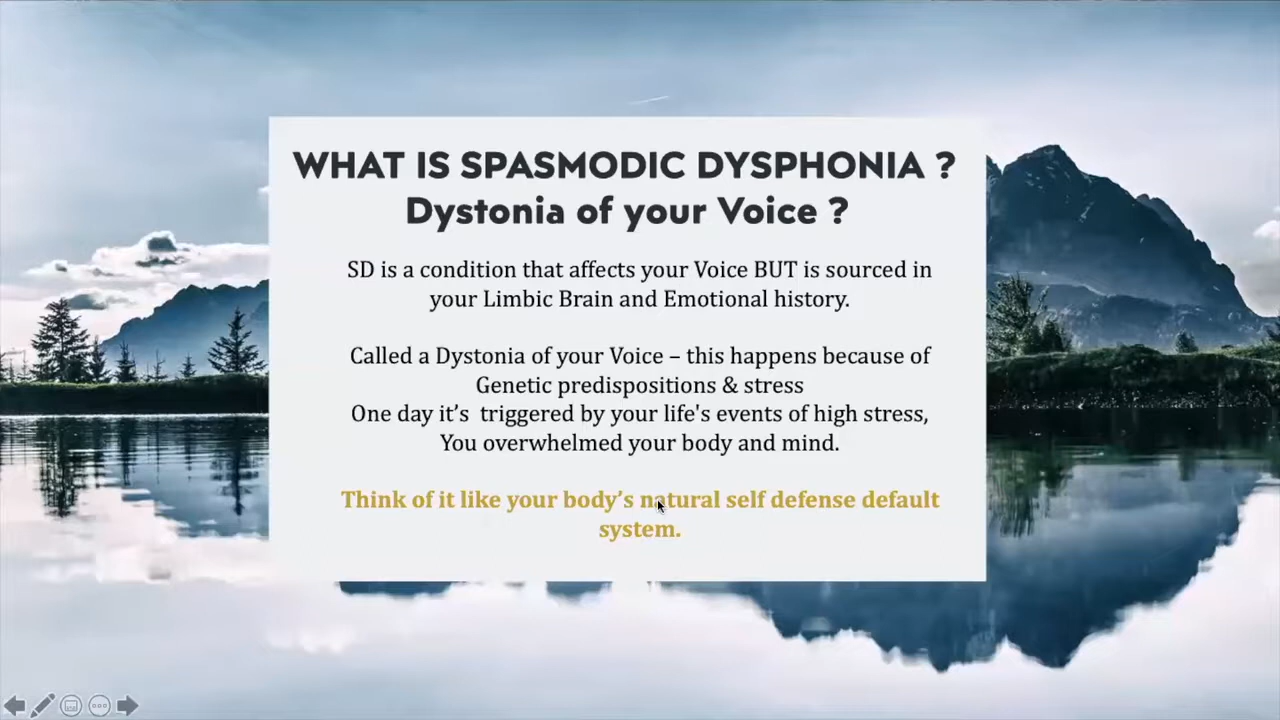 WHAT IS SPASMODIC DYSPHONIA ?
Dystonia of your Voice ?
SD is a condition that affects your Voice BUT is sourced in
your Limbic Brain and Emotional history.
Called a Dystonia of your Voice – this happens because of
Genetic predispositions & stress
One day it’s  triggered by your life's events of high stress,
You overwhelmed your body and mind.
Think of it like your body’s natural self defense default
system.